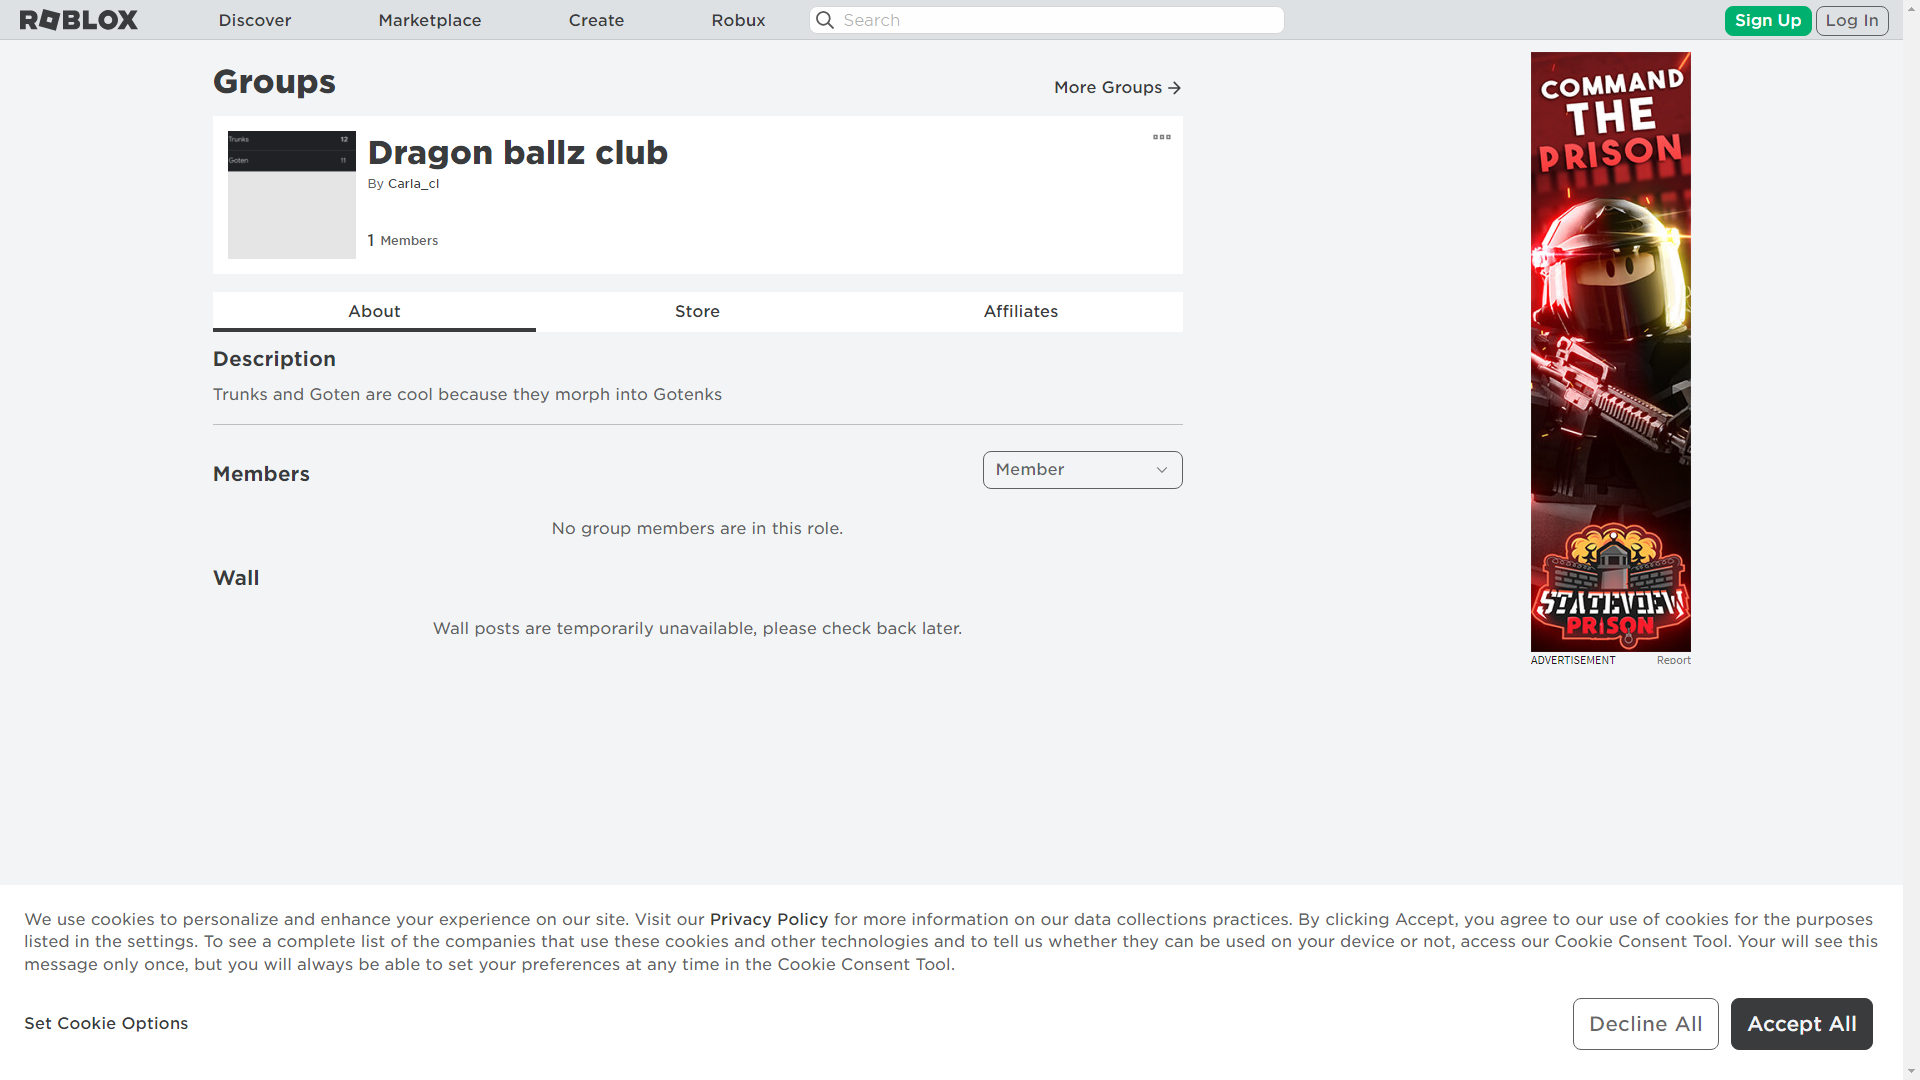 ROBLOX
Discover
Marketplace
Create
Robux
Search
Sign Up
Log In
Groups
More Groups
Trunks 12
Goten 11
Dragon ballz club
By Carla_cl
1 Members
About
Store
Affiliates
Description
Trunks and Goten are cool because they morph into Gotenks
Members
Member
No group members are in this role.
Wall
Wall posts are temporarily unavailable, please check back later.
COMMAND
THE
PRISON
STATEVIEW
PRISON
ADVERTISEMENT
Report
We use cookies to personalize and enhance your experience on our site. Visit our Privacy Policy for more information on our data collections practices. By clicking Accept, you agree to our use of cookies for the purposes
listed in the settings. To see a complete list of the companies that use these cookies and other technologies and to tell us whether they can be used on your device or not, access our Cookie Consent Tool. Your will see this
message only once, but you will always be able to set your preferences at any time in the Cookie Consent Tool.
Set Cookie Options
Decline All
Accept All